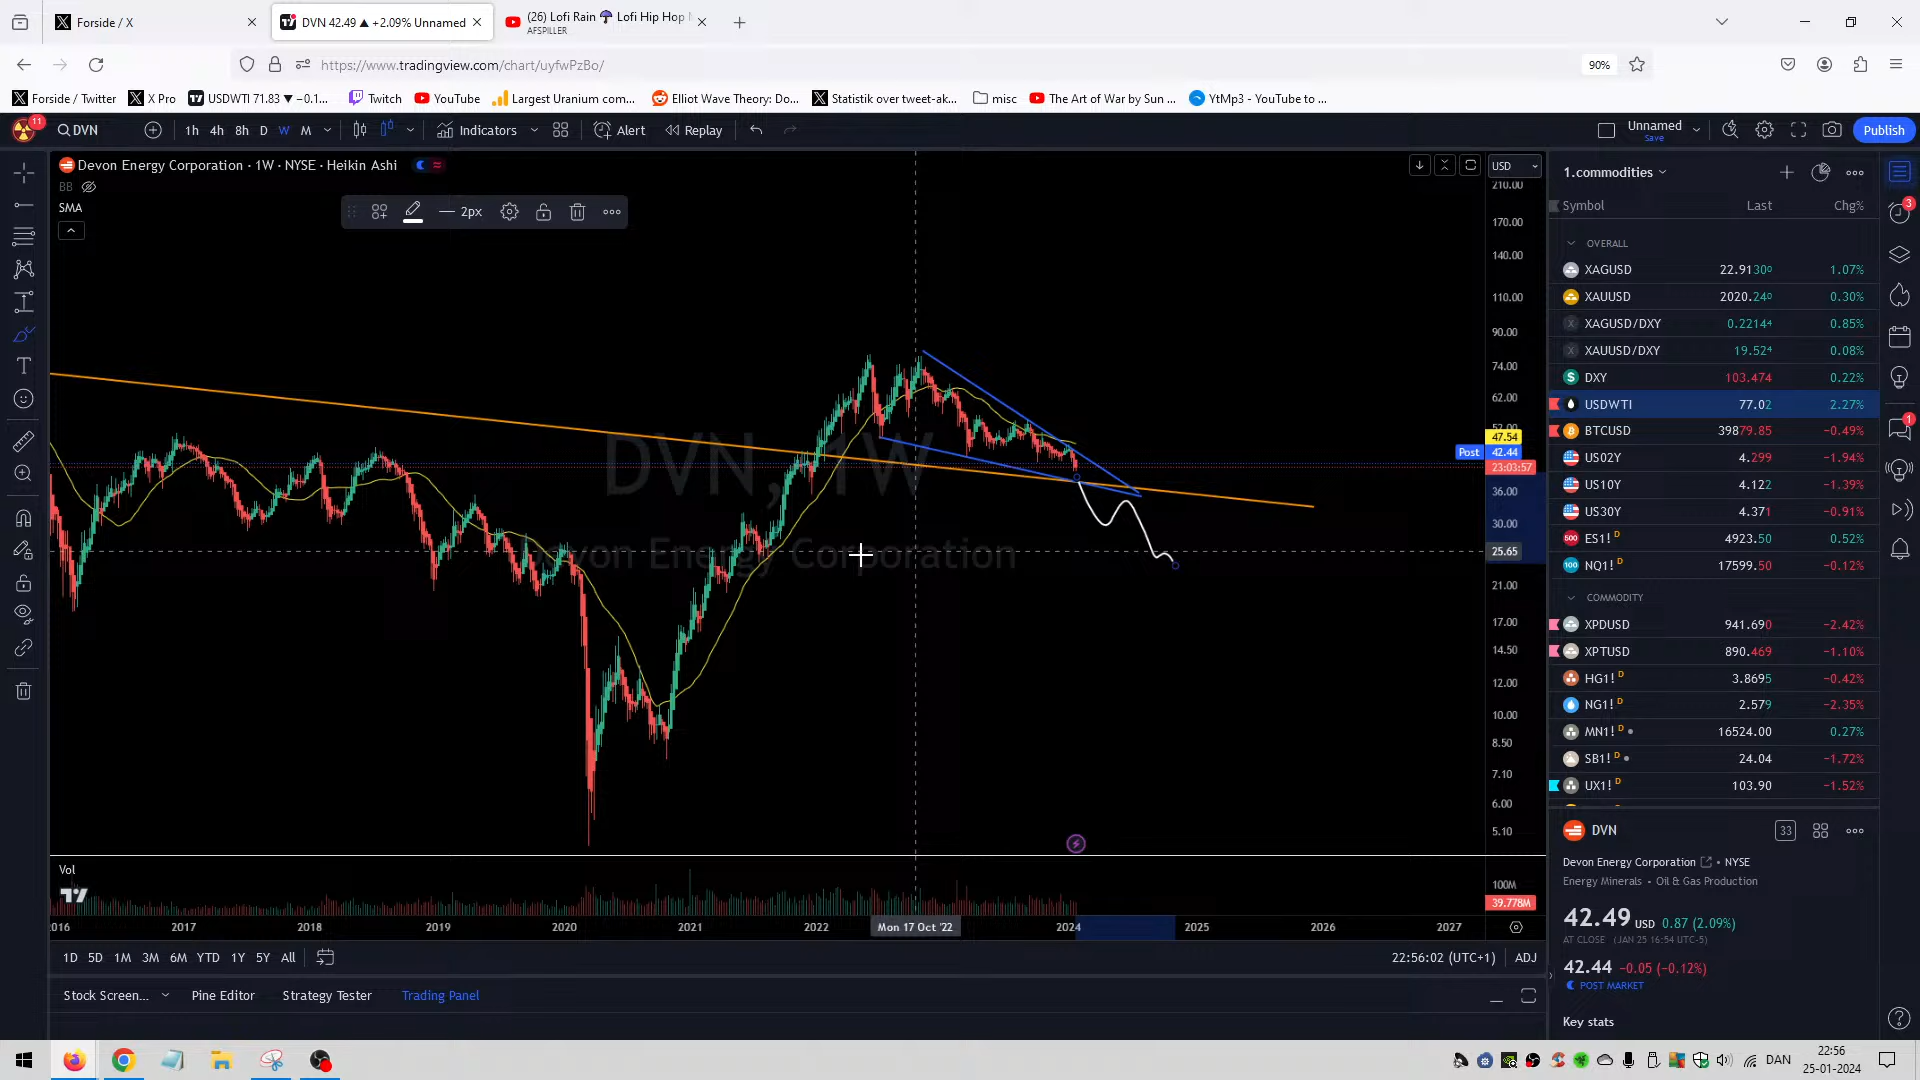 Forside / X
DVN 42.49 ▲ +2.09% Unnamed
(26) Lofi Rain ☂ Lofi Hip Hop
AFSPILLER
https://www.tradingview.com/chart/uyfwPzBo/
90%
Forside / Twitter
X Pro
USDWTI 71.83 ▼ −0.1...
Twitch
YouTube
Largest Uranium com...
Elliot Wave Theory: Do...
Statistik over tweet-ak...
misc
The Art of War by Sun ...
YtMp3 - YouTube to ...
11
DVN
1h 4h 8h D W M
Indicators
Alert
Replay
Unnamed
Save
Publish
Devon Energy Corporation · 1W · NYSE · Heikin Ashi
BB
SMA
2px
DVN, 1W
Devon Energy Corporation
USD
210.00
170.00
140.00
110.00
90.00
74.00
62.00
52.00
47.54
Post 42.44
23:03:57
36.00
30.00
25.65
21.00
17.00
14.50
12.00
10.00
8.50
7.10
6.00
5.10
Vol
100M
39.778M
2016 2017 2018 2019 2020 2021 2022 Mon 17 Oct '22 2024 2025 2026 2027
1D 5D 1M 3M 6M YTD 1Y 5Y All
22:56:02 (UTC+1) ADJ
Stock Screen... Pine Editor Strategy Tester Trading Panel
1.commodities
Symbol Last Chg%
OVERALL
XAGUSD 22.9130⁰ 1.07%
XAUUSD 2020.24⁰ 0.30%
XAGUSD/DXY 0.2214⁴ 0.85%
XAUUSD/DXY 19.52⁴ 0.08%
DXY 103.474 0.22%
USDWTI 77.02 2.27%
BTCUSD 39879.85 −0.49%
US02Y 4.299 −1.94%
US10Y 4.122 −1.39%
US30Y 4.371 −0.91%
ES1! D 4923.50 0.52%
NQ1! D 17599.50 −0.12%
COMMODITY
XPDUSD 941.690 −2.42%
XPTUSD 890.469 −1.10%
HG1! D 3.8695 −0.42%
NG1! D 2.579 −2.35%
MN1! D 16524.00 0.27%
SB1! D 24.04 −1.72%
UX1! D 103.90 −1.52%
3
1
DVN
33
Devon Energy Corporation • NYSE
Energy Minerals • Oil & Gas Production
42.49 USD 0.87 (2.09%)
AT CLOSE (JAN 25 16:54 UTC-5)
42.44 −0.05 (−0.12%)
POST MARKET
Key stats
DAN
22:56
25-01-2024